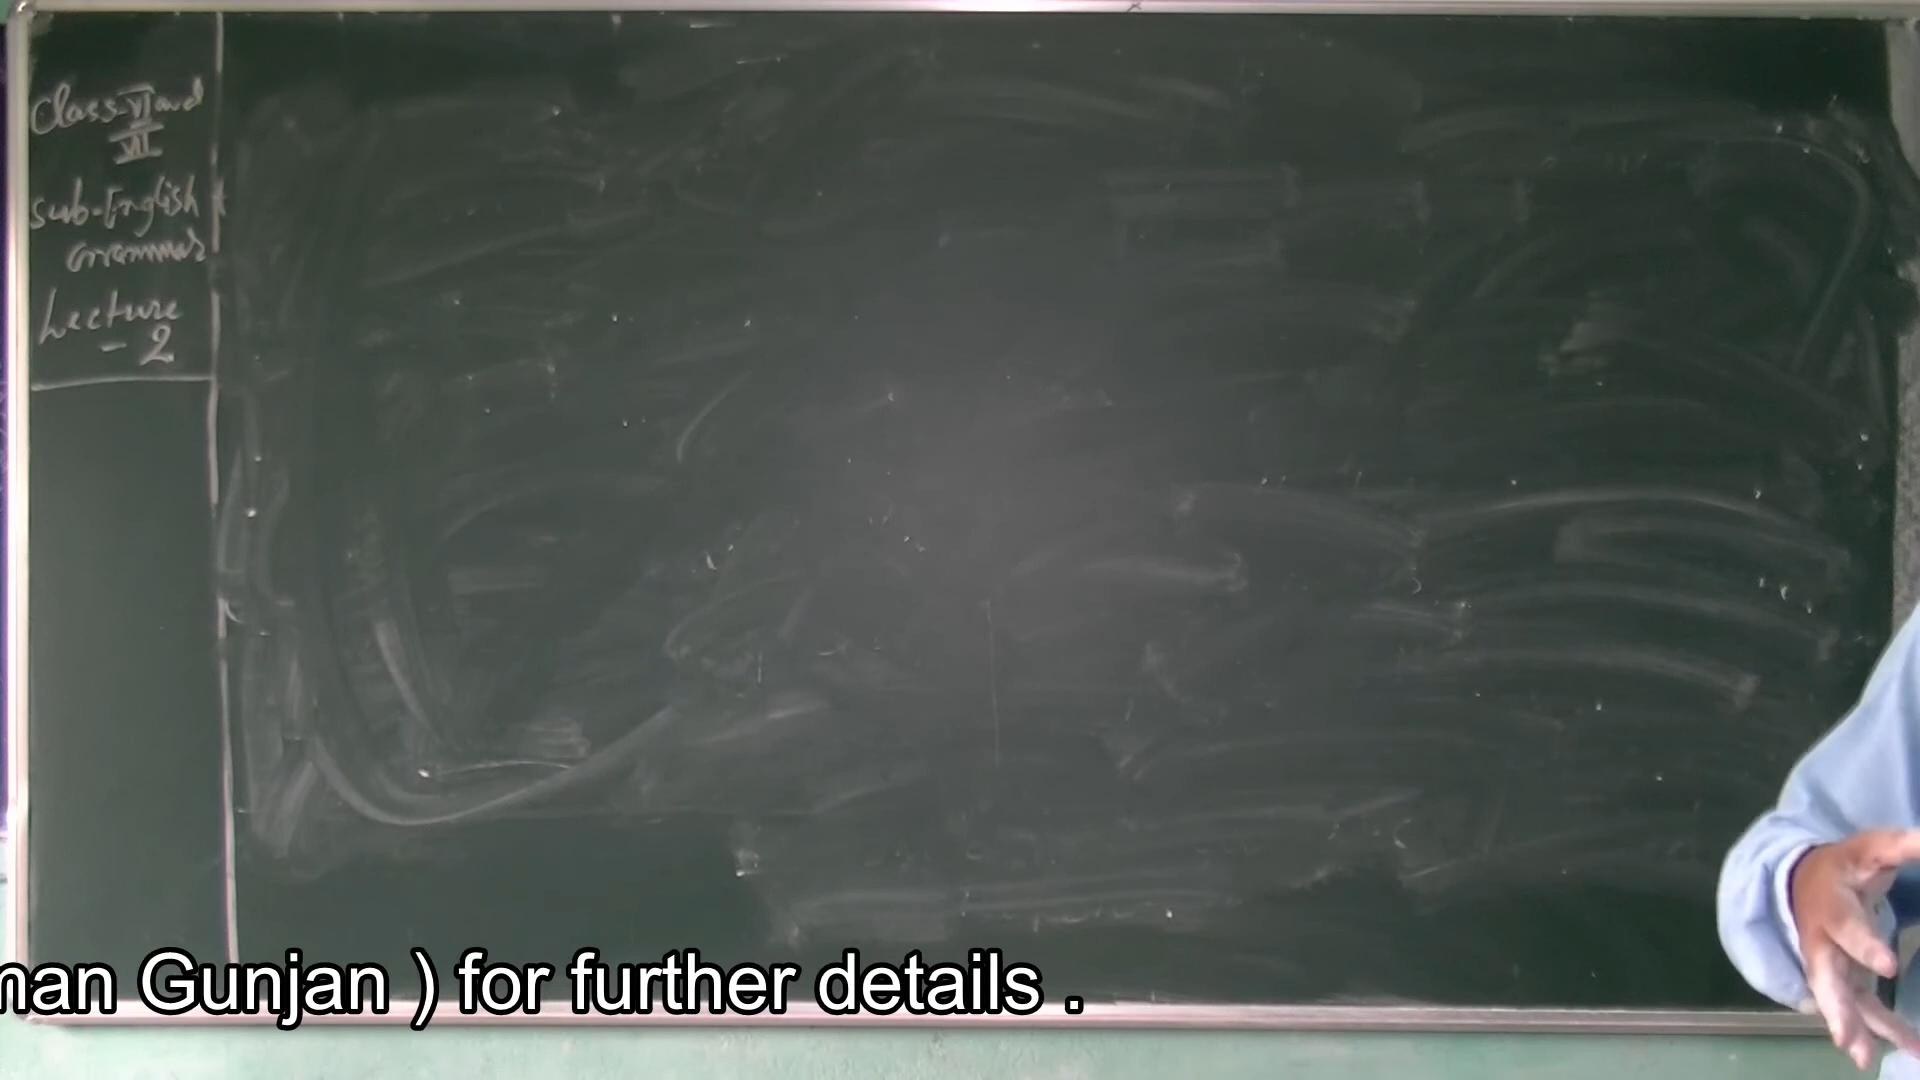 Class-VI and
VII
Sub-English
Grammar
Lecture
- 2
man Gunjan ) for further details .